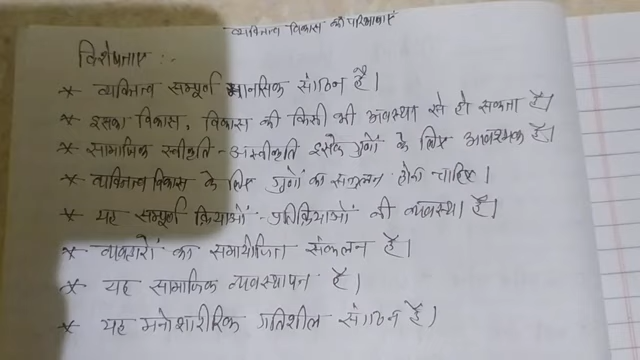 व्यक्तित्व विकास की परिभाषाएं
विशेषताएं :-
* व्यक्तित्व सम्पूर्ण मानसिक संगठन है।
* इसका विकास, विकास की किसी भी अवस्था से हो सकता है।
* सामाजिक स्वीकृति - अस्वीकृति इसके गुणों के लिए आवश्यक है।
* व्यक्तित्व विकास के लिए गुणों का संकलन होना चाहिए।
* यह सम्पूर्ण क्रियाओं - प्रतिक्रियाओं की व्यवस्था है।
* व्यवहारों का समायोजित संकलन है।
* यह सामाजिक व्यवस्थापन है।
* यह मनोशारीरिक गतिशील संगठन है।